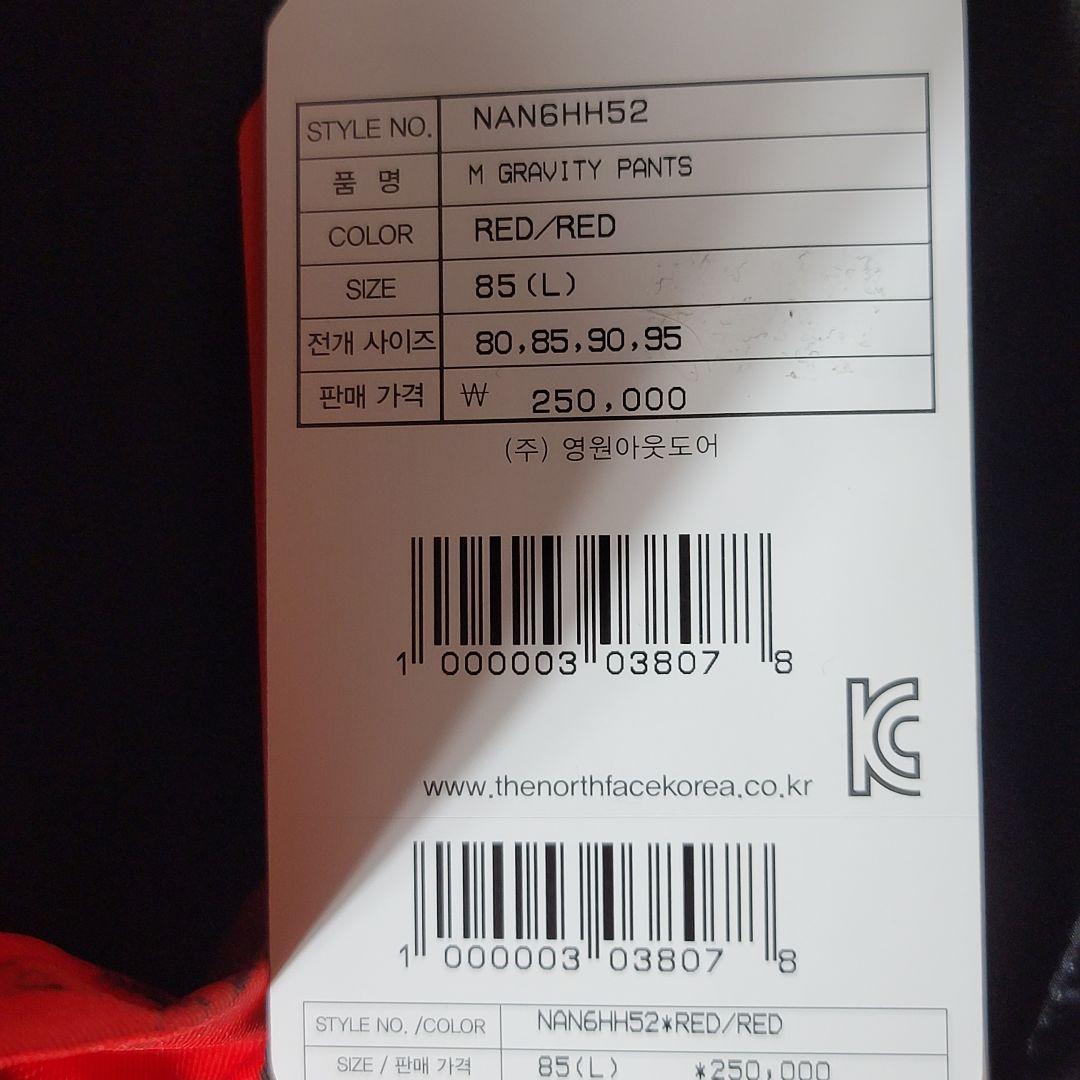 STYLE NO. NAN6HH52
품 명 M GRAVITY PANTS
COLOR RED/RED
SIZE 85(L)
전개 사이즈 80,85,90,95
판매 가격 ₩ 250,000
(주) 영원아웃도어
1 000003 03807 8
KC
www.thenorthfacekorea.co.kr
1 000003 03807 8
STYLE NO. /COLOR NAN6HH52*RED/RED
SIZE / 판매 가격 85(L) *250,000